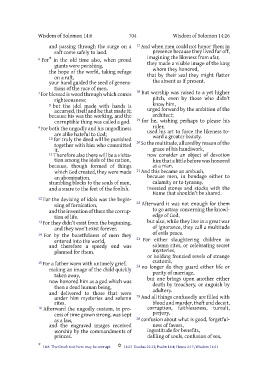 Wisdom of Solomon 14:6 704 Wisdom of Solomon 14:26
and passing through the surge on a
raft come safely to land.
6 For in the old time also, when proud
giants were perishing,
the hope of the world, taking refuge
on a raft,
your hand guided the seed of generations
of the race of men.
7 For blessed is wood through which comes
righteousness;
8 but the idol made with hands is
accursed, itself and he that made it;
because his was the working, and the
corruptible thing was called a god.
9 For both the ungodly and his ungodliness
are alike hateful to God;
10 for truly the deed will be punished
together with him who committed
it.
11 Therefore also there will be a visitation
among the idols of the nation,
because, though formed of things
which God created, they were made
an abomination,
stumbling blocks to the souls of men,
and a snare to the feet of the foolish.
12 For the devising of idols was the beginning
of fornication,
and the invention of them the corruption
of life.
13 For they didn't exist from the beginning,
and they won't exist forever.
14 For by the boastfulness of men they
entered into the world,
and therefore a speedy end was
planned for them.
15 For a father worn with untimely grief,
making an image of the child quickly
taken away,
now honored him as a god which was
then a dead human being,
and delivered to those that were
under him mysteries and solemn
rites.
16 Afterward the ungodly custom, in process
of time grown strong, was kept
as a law,
and the engraved images received
worship by the commandments of
princes.
17 And when men could not honor them in
presence because they lived far off,
imagining the likeness from afar,
they made a visible image of the king
whom they honored,
that by their zeal they might flatter
the absent as if present.
18 But worship was raised to a yet higher
pitch, even by those who didn't
know him,
urged forward by the ambition of the
architect;
19 for he, wishing perhaps to please his
ruler,
used his art to force the likeness toward
a greater beauty.
20 So the multitude, allured by reason of the
grace of his handiwork,
now consider an object of devotion
him that a little before was honored
as a man.
21 And this became an ambush,
because men, in bondage either to
calamity or to tyranny,
invested stones and stocks with the
Name that shouldn't be shared.
22 Afterward it was not enough for them
to go astray concerning the knowledge
of God,
but also, while they live in a great war
of ignorance, they call a multitude
of evils peace.
23 For either slaughtering children in
solemn rites, or celebrating secret
mysteries,
or holding frenzied revels of strange
customs,
24 no longer do they guard either life or
purity of marriage,
but one brings upon another either
death by treachery, or anguish by
adultery.
25 And all things confusedly are filled with
blood and murder, theft and deceit,
corruption, faithlessness, tumult,
perjury,
26 confusion about what is good, forgetfulness
of favors,
ingratitude for benefits,
defiling of souls, confusion of sex,